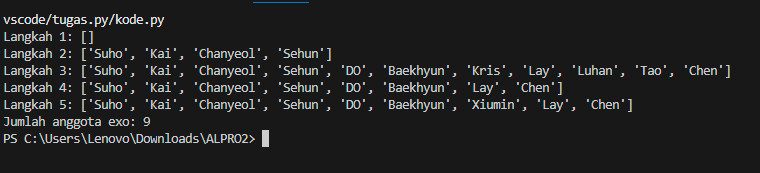 vscode/tugas.py/kode.py
Langkah 1: []
Langkah 2: ['Suho', 'Kai', 'Chanyeol', 'Sehun']
Langkah 3: ['Suho', 'Kai', 'Chanyeol', 'Sehun', 'DO', 'Baekhyun', 'Kris', 'Lay', 'Luhan', 'Tao', 'Chen']
Langkah 4: ['Suho', 'Kai', 'Chanyeol', 'Sehun', 'DO', 'Baekhyun', 'Lay', 'Chen']
Langkah 5: ['Suho', 'Kai', 'Chanyeol', 'Sehun', 'DO', 'Baekhyun', 'Xiumin', 'Lay', 'Chen']
Jumlah anggota exo: 9
PS C:\Users\Lenovo\Downloads\ALPRO2>